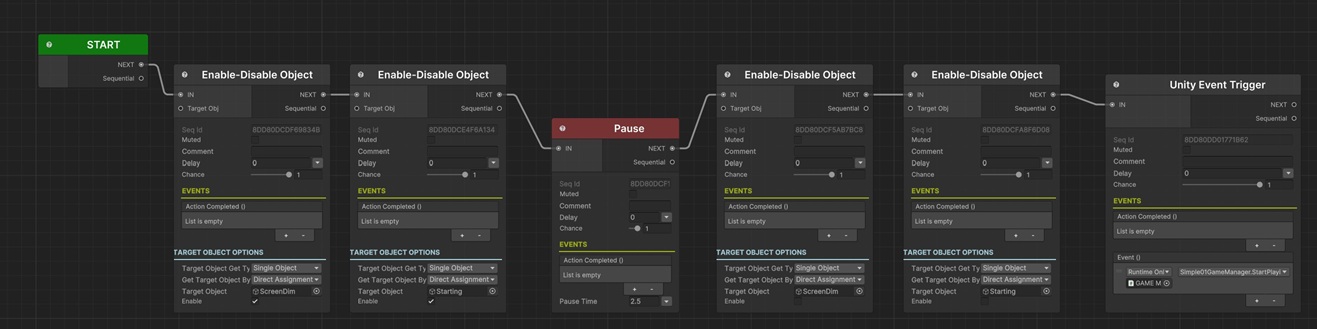 START
NEXT
Sequential
Enable-Disable Object
IN
NEXT
Target Obj
Sequential
Seq Id 8DD80DCDF69834B
Muted
Comment
Delay 0
Chance 1
EVENTS
Action Completed ()
List is empty
+ -
TARGET OBJECT OPTIONS
Target Object Get Ty Single Object
Get Target Object By Direct Assignment
Target Object ScreenDim
Enable
Enable-Disable Object
IN
NEXT
Target Obj
Sequential
Seq Id 8DD80DCE4F6A134
Muted
Comment
Delay 0
Chance 1
EVENTS
Action Completed ()
List is empty
+ -
TARGET OBJECT OPTIONS
Target Object Get Ty Single Object
Get Target Object By Direct Assignment
Target Object Starting
Enable
Pause
IN
NEXT
Sequential
Seq Id 8DD80DCF1
Muted
Comment
Delay 0
Chance 1
EVENTS
Action Completed ()
List is empty
+ -
Pause Time 2.5
Enable-Disable Object
IN
NEXT
Target Obj
Sequential
Seq Id 8DD80DCF5AB7BC8
Muted
Comment
Delay 0
Chance 1
EVENTS
Action Completed ()
List is empty
+ -
TARGET OBJECT OPTIONS
Target Object Get Ty Single Object
Get Target Object By Direct Assignment
Target Object ScreenDim
Enable
Enable-Disable Object
IN
NEXT
Target Obj
Sequential
Seq Id 8DD80DCFA8F6D08
Muted
Comment
Delay 0
Chance 1
EVENTS
Action Completed ()
List is empty
+ -
TARGET OBJECT OPTIONS
Target Object Get Ty Single Object
Get Target Object By Direct Assignment
Target Object Starting
Enable
Unity Event Trigger
IN
NEXT
Sequential
Seq Id 8DD80DD01771B62
Muted
Comment
Delay 0
Chance 1
EVENTS
Action Completed ()
List is empty
+ -
Event ()
Runtime Onl Simple01GameManager.StartPlayi
GAME M
+ -